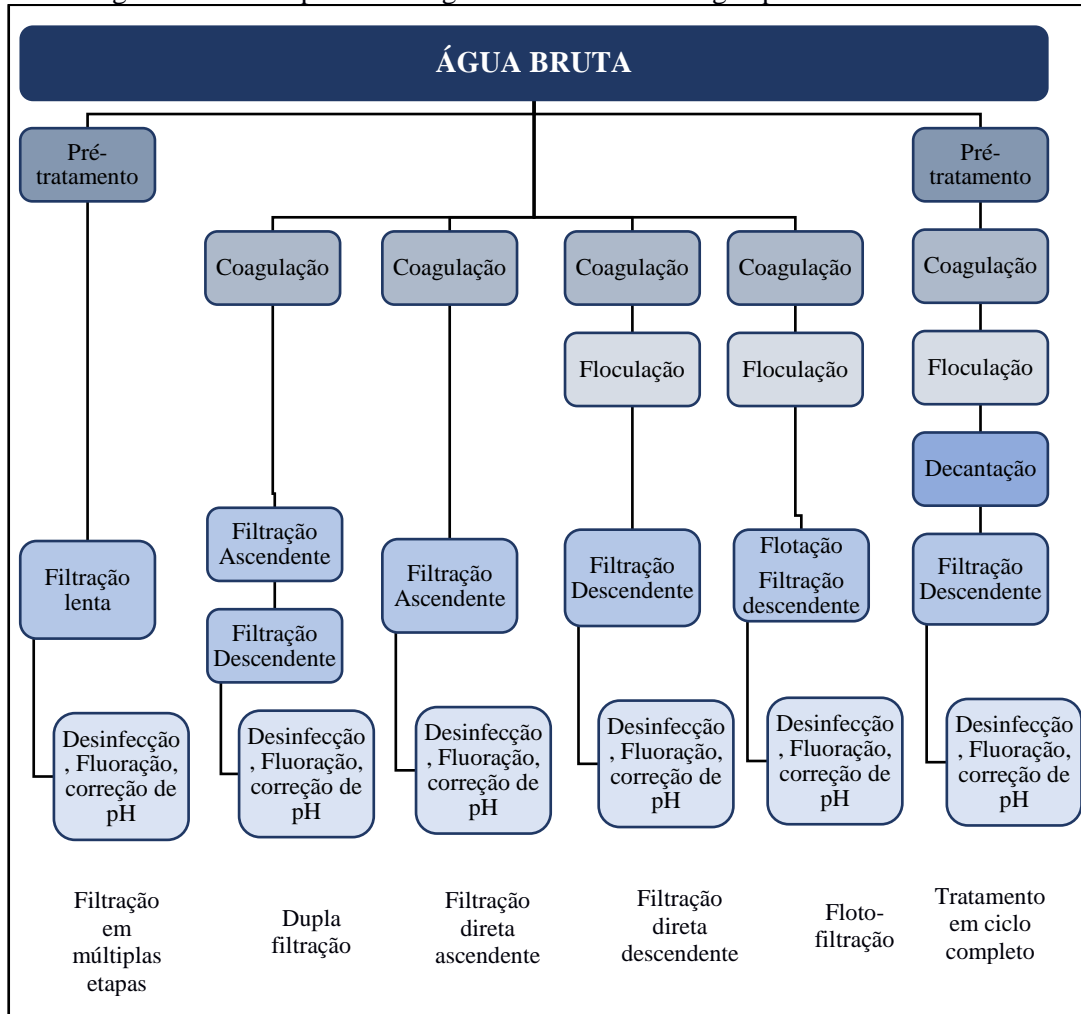 ÁGUA BRUTA
Pré-
tratamento
Filtração
lenta
Desinfecção
, Fluoração,
correção de
pH
Filtração
em
múltiplas
etapas
Coagulação
Filtração
Ascendente
Filtração
Descendente
Desinfecção
, Fluoração,
correção de
pH
Dupla
filtração
Coagulação
Filtração
Ascendente
Desinfecção
, Fluoração,
correção de
pH
Filtração
direta
ascendente
Coagulação
Floculação
Filtração
Descendente
Desinfecção
, Fluoração,
correção de
pH
Filtração
direta
descendente
Coagulação
Floculação
Flotação
Filtração
descendente
Desinfecção
, Fluoração,
correção de
pH
Floto-
filtração
Pré-
tratamento
Coagulação
Floculação
Decantação
Filtração
Descendente
Desinfecção
, Fluoração,
correção de
pH
Tratamento
em ciclo
completo